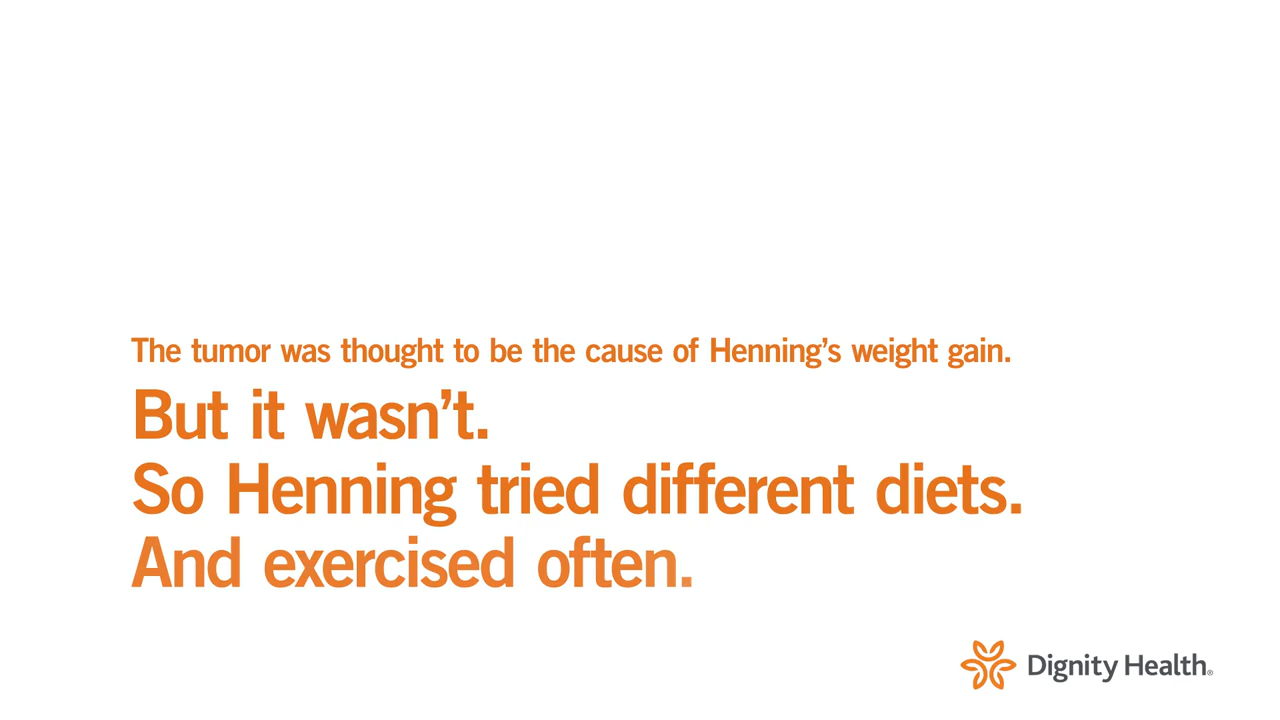 The tumor was thought to be the cause of Henning’s weight gain.
But it wasn’t.
So Henning tried different diets.
And exercised often.
Dignity Health®